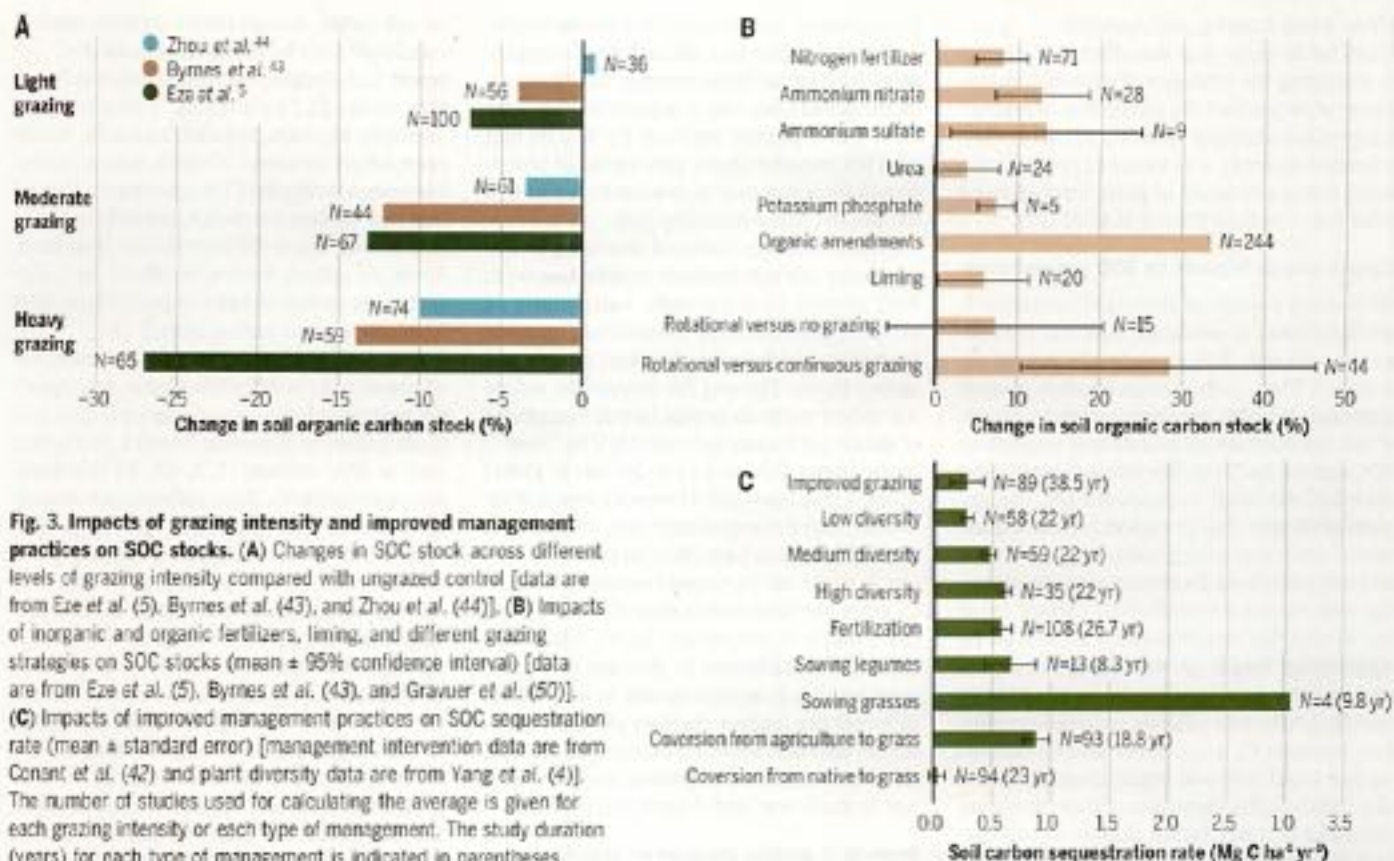 A
Zhou et al. 44
Byrnes et al. 43
Eze et al. 5
Light
grazing
N=36
N=56
N=100
Moderate
grazing
N=61
N=44
N=67
Heavy
grazing
N=74
N=59
N=65
−30 −25 −20 −15 −10 −5 0
Change in soil organic carbon stock (%)
B
Nitrogen fertilizer N=71
Ammonium nitrate N=28
Ammonium sulfate N=9
Urea N=24
Potassium phosphate N=5
Organic amendments N=244
Liming N=20
Rotational versus no grazing N=15
Rotational versus continuous grazing N=44
0 10 20 30 40 50
Change in soil organic carbon stock (%)
C
Improved grazing N=89 (38.5 yr)
Low diversity N=58 (22 yr)
Medium diversity N=59 (22 yr)
High diversity N=35 (22 yr)
Fertilization N=108 (26.7 yr)
Sowing legumes N=13 (8.3 yr)
Sowing grasses N=4 (9.8 yr)
Coversion from agriculture to grass N=93 (18.8 yr)
Coversion from native to grass N=94 (23 yr)
0.0 0.5 1.0 1.5 2.0 2.5 1.0 3.5
Soil carbon sequestration rate (Mg C ha⁻¹ yr⁻¹)
Fig. 3. Impacts of grazing intensity and improved management
practices on SOC stocks. (A) Changes in SOC stock across different
levels of grazing intensity compared with ungrazed control [data are
from Eze et al. (5), Byrnes et al. (43), and Zhou et al. (44)]. (B) Impacts
of inorganic and organic fertilizers, liming, and different grazing
strategies on SOC stocks (mean ± 95% confidence interval) [data
are from Eze et al. (5), Byrnes et al. (43), and Gravuer et al. (50)].
(C) Impacts of improved management practices on SOC sequestration
rate (mean ± standard error) [management intervention data are from
Conant et al. (42) and plant diversity data are from Yang et al. (4)].
The number of studies used for calculating the average is given for
each grazing intensity or each type of management. The study duration
(years) for each type of management is indicated in parentheses.